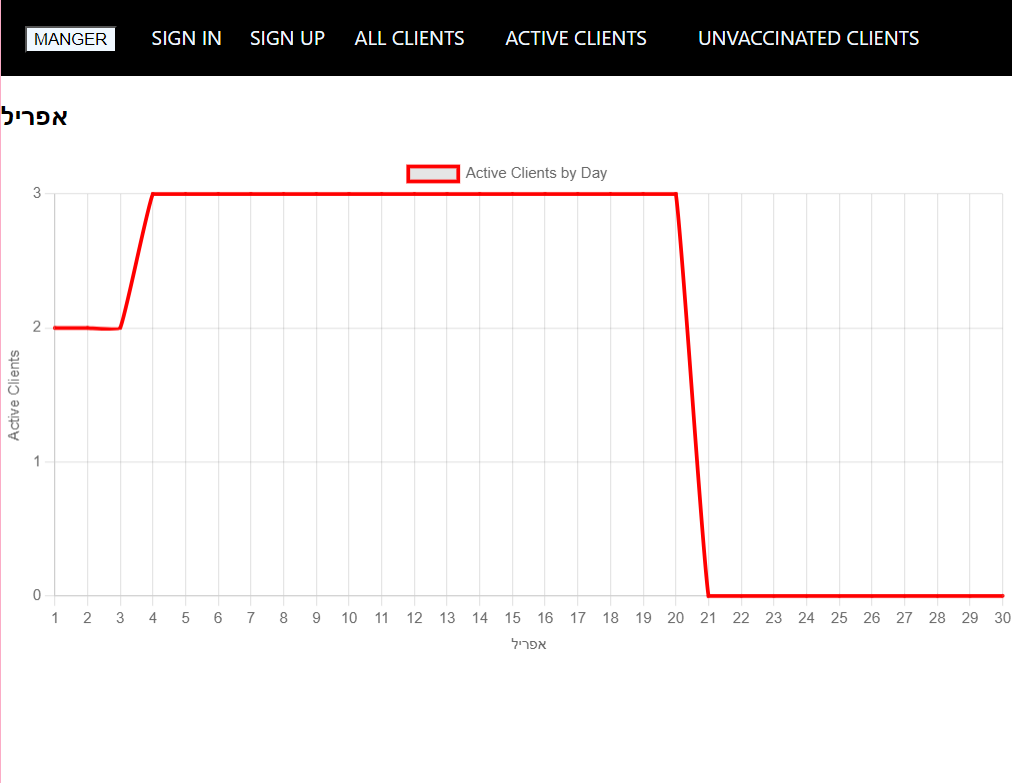 MANGER SIGN IN SIGN UP ALL CLIENTS ACTIVE CLIENTS UNVACCINATED CLIENTS
אפריל
Active Clients by Day
3
2
1
0
Active Clients
1 2 3 4 5 6 7 8 9 10 11 12 13 14 15 16 17 18 19 20 21 22 23 24 25 26 27 28 29 30
אפריל